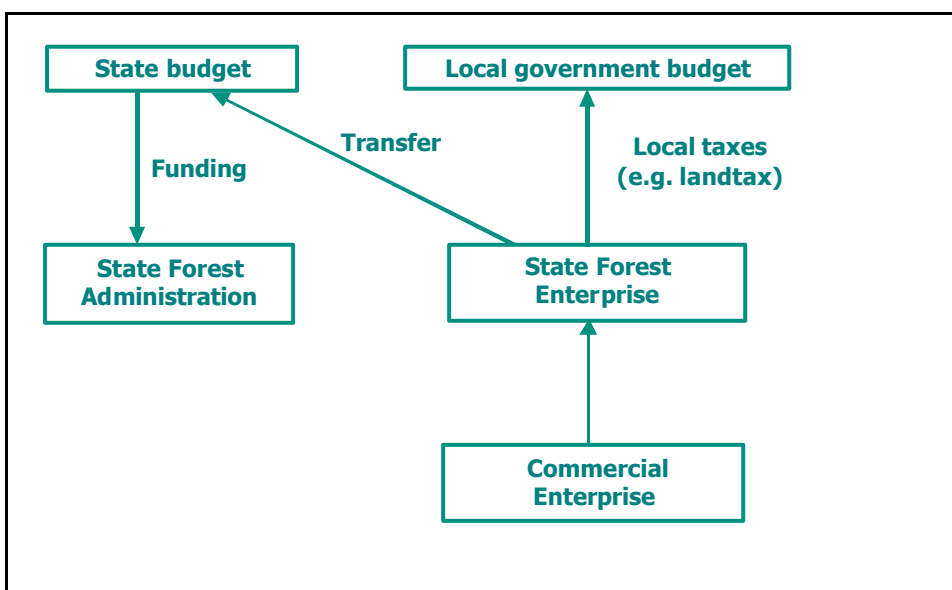 State budget
Local government budget
Transfer
Funding
Local taxes
(e.g. landtax)
State Forest
Administration
State Forest
Enterprise
Commercial
Enterprise